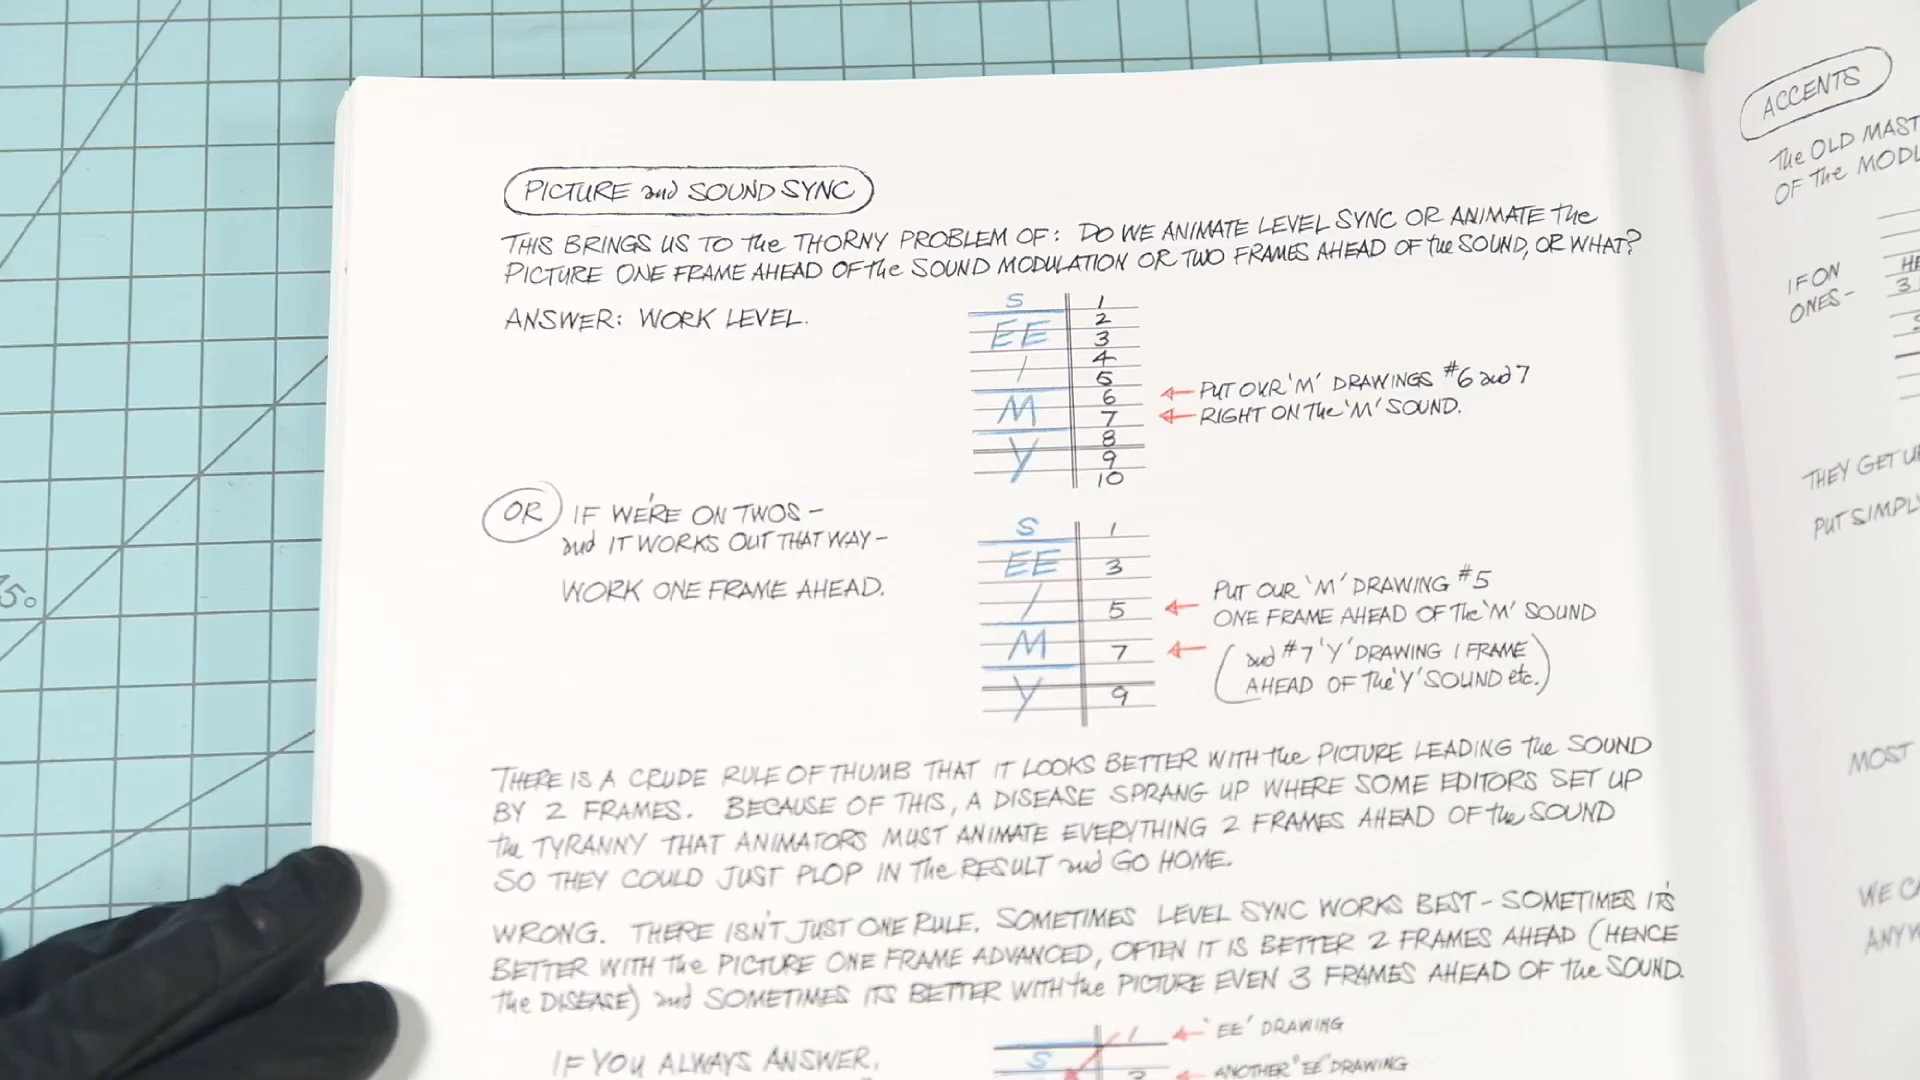 PICTURE and SOUND SYNC
THIS BRINGS US TO the THORNY PROBLEM OF: DO WE ANIMATE LEVEL SYNC OR ANIMATE the
PICTURE ONE FRAME AHEAD OF the SOUND MODULATION OR TWO FRAMES AHEAD OF the SOUND, OR WHAT?
ANSWER: WORK LEVEL.
S 1
2
EE 3
4
/ 5
6
M 7
8
Y 9
10
← PUT OUR 'M' DRAWINGS #6 and 7
← RIGHT ON the 'M' SOUND.
OR IF WE'RE ON TWOS -
and IT WORKS OUT THAT WAY -
WORK ONE FRAME AHEAD.
S 1
EE 3
/ 5
M 7
Y 9
← PUT OUR 'M' DRAWING #5
ONE FRAME AHEAD OF the 'M' SOUND
← (and #7 'Y' DRAWING 1 FRAME
AHEAD OF the 'Y' SOUND etc.)
THERE IS A CRUDE RULE OF THUMB THAT IT LOOKS BETTER WITH the PICTURE LEADING the SOUND
BY 2 FRAMES. BECAUSE OF THIS, A DISEASE SPRANG UP WHERE SOME EDITORS SET UP
the TYRANNY THAT ANIMATORS MUST ANIMATE EVERYTHING 2 FRAMES AHEAD OF the SOUND
SO THEY COULD JUST PLOP IN the RESULT and GO HOME.
WRONG. THERE ISN'T JUST ONE RULE. SOMETIMES LEVEL SYNC WORKS BEST - SOMETIMES IT'S
BETTER WITH the PICTURE ONE FRAME ADVANCED, OFTEN IT IS BETTER 2 FRAMES AHEAD (HENCE
the DISEASE) and SOMETIMES ITS BETTER WITH the PICTURE EVEN 3 FRAMES AHEAD OF the SOUND.
IF YOU ALWAYS ANSWER,
S
1
← 'EE' DRAWING
← ANOTHER 'EE' DRAWING
ACCENTS
The OLD MAST
OF the MODU
IF ON
ONES -
3
THEY GET UP
PUT SIMPLY
MOST
WE CA
ANYW